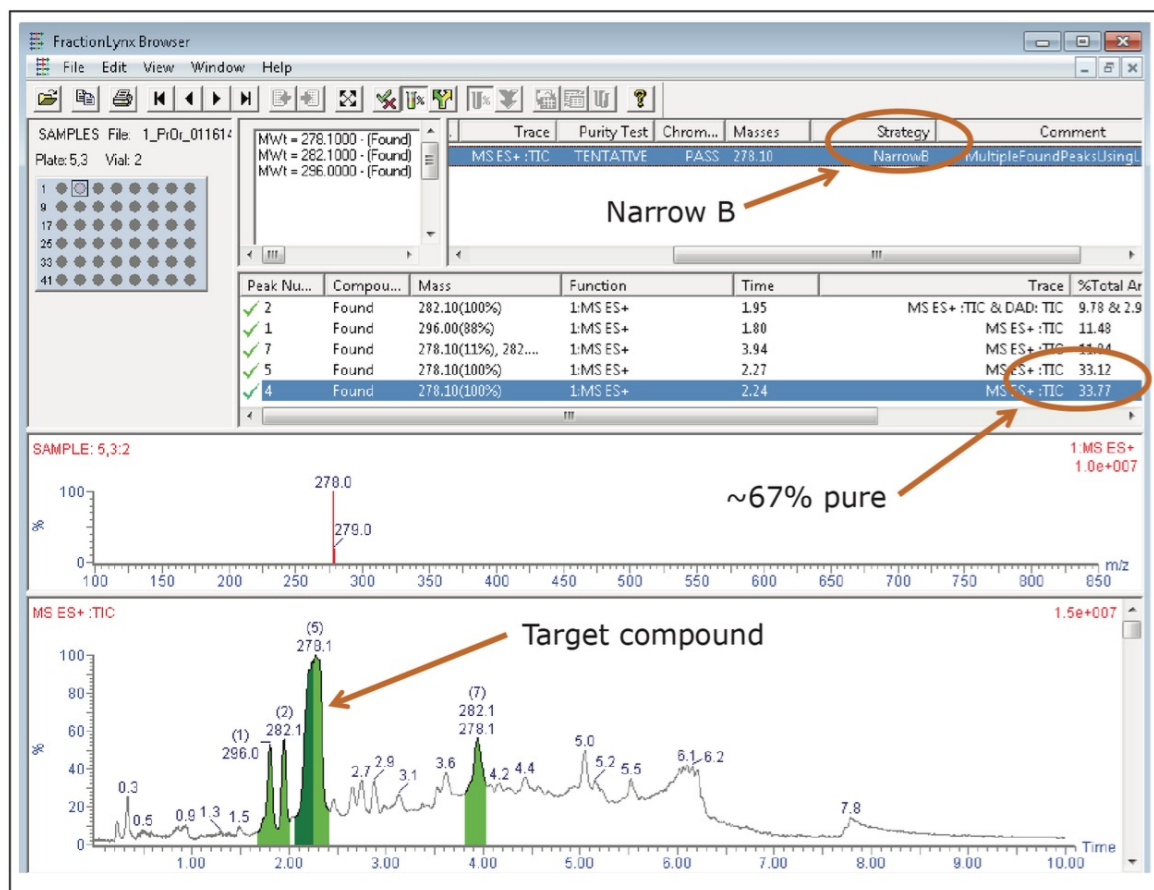 FractionLynx Browser
File Edit View Window Help
SAMPLES File: 1_PrOr_011614
Plate: 5,3 Vial: 2
1
9
17
25
33
41
MWt = 278.1000 - (Found)
MWt = 282.1000 - (Found)
MWt = 296.0000 - (Found)
Trace Purity Test Chrom... Masses Strategy Comment
MS ES+ :TIC TENTATIVE PASS 278.10 NarrowB MultipleFoundPeaksUsingL
Narrow B
Peak Nu... Compou... Mass Function Time Trace %Total Ar
2 Found 282.10(100%) 1:MS ES+ 1.95 MS ES+ :TIC & DAD: TIC 9.78 & 2.9
1 Found 296.00(88%) 1:MS ES+ 1.80 MS ES+ :TIC 11.48
7 Found 278.10(11%), 282.... 1:MS ES+ 3.94 MS ES+ :TIC
5 Found 278.10(100%) 1:MS ES+ 2.27 MS ES+ :TIC 33.12
4 Found 278.10(100%) 1:MS ES+ 2.24 MS ES+ :TIC 33.77
SAMPLE: 5,3:2
1:MS ES+
1.0e+007
~67% pure
100
%
0
278.0
279.0
100 150 200 250 300 350 400 450 500 550 600 650 700 750 800 850 m/z
MS ES+ :TIC
1.5e+007
Target compound
100
80
60
%
40
20
0
(1)
296.0
(2)
282.1
(5)
278.1
(7)
282.1
278.1
0.3
0.5
0.9
1.3
1.5
2.7
2.9
3.1
3.6
4.2
4.4
5.0
5.2
5.5
6.1
6.2
7.8
1.00 2.00 3.00 4.00 5.00 6.00 7.00 8.00 9.00 10.00 Time